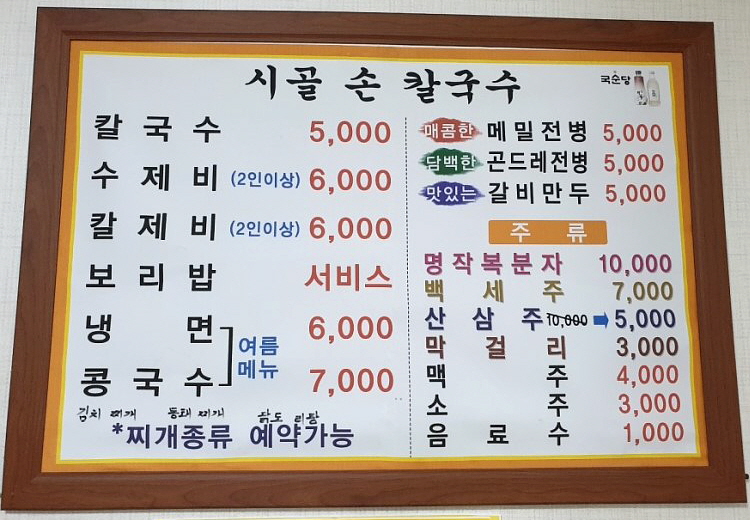 시골 손 칼국수
국순당
칼국수 5,000
수제비 (2인이상) 6,000
칼제비 (2인이상) 6,000
보리밥 서비스
냉면 6,000
여름
메뉴
콩국수 7,000
김치 찌개 동태 찌개 닭도리탕
*찌개종류 예약가능
매콤한 메밀전병 5,000
담백한 곤드레전병 5,000
맛있는 갈비만두 5,000
주류
명작복분자 10,000
백세주 7,000
산삼주 10,000 5,000
막걸리 3,000
맥주 4,000
소주 3,000
음료수 1,000